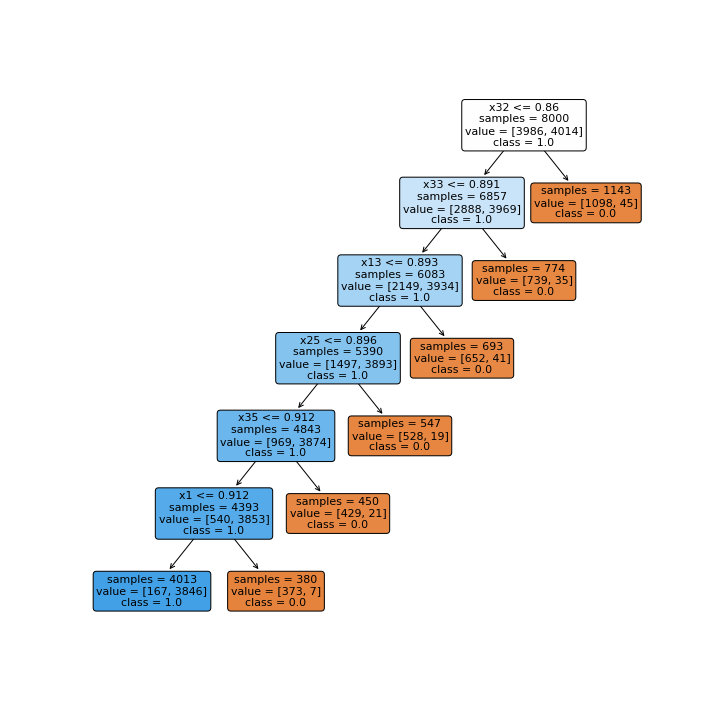 x32 <= 0.86
samples = 8000
value = [3986, 4014]
class = 1.0
x33 <= 0.891
samples = 6857
value = [2888, 3969]
class = 1.0
samples = 1143
value = [1098, 45]
class = 0.0
x13 <= 0.893
samples = 6083
value = [2149, 3934]
class = 1.0
samples = 774
value = [739, 35]
class = 0.0
x25 <= 0.896
samples = 5390
value = [1497, 3893]
class = 1.0
samples = 693
value = [652, 41]
class = 0.0
x35 <= 0.912
samples = 4843
value = [969, 3874]
class = 1.0
samples = 547
value = [528, 19]
class = 0.0
x1 <= 0.912
samples = 4393
value = [540, 3853]
class = 1.0
samples = 450
value = [429, 21]
class = 0.0
samples = 4013
value = [167, 3846]
class = 1.0
samples = 380
value = [373, 7]
class = 0.0